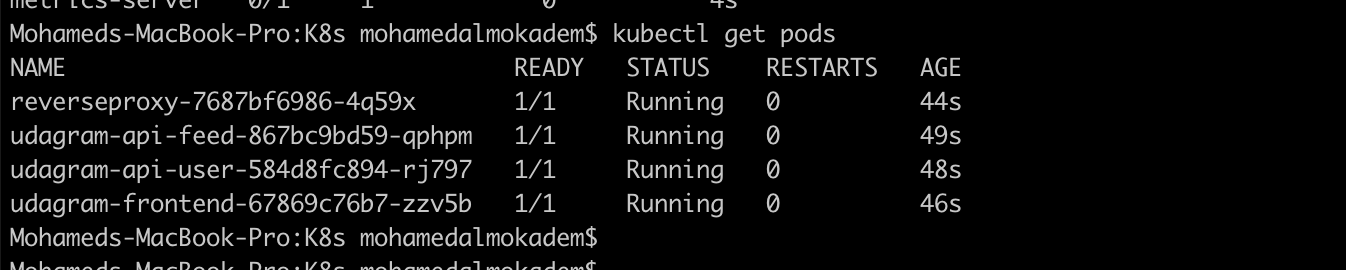 metrics-server   0/1     1            0           4s
Mohameds-MacBook-Pro:K8s mohamedalmokadem$ kubectl get pods
NAME                                READY   STATUS    RESTARTS   AGE
reverseproxy-7687bf6986-4q59x       1/1     Running   0          44s
udagram-api-feed-867bc9bd59-qphpm   1/1     Running   0          49s
udagram-api-user-584d8fc894-rj797   1/1     Running   0          48s
udagram-frontend-67869c76b7-zzv5b   1/1     Running   0          46s
Mohameds-MacBook-Pro:K8s mohamedalmokadem$
Mohameds-MacBook-Pro:K8s mohamedalmokadem$